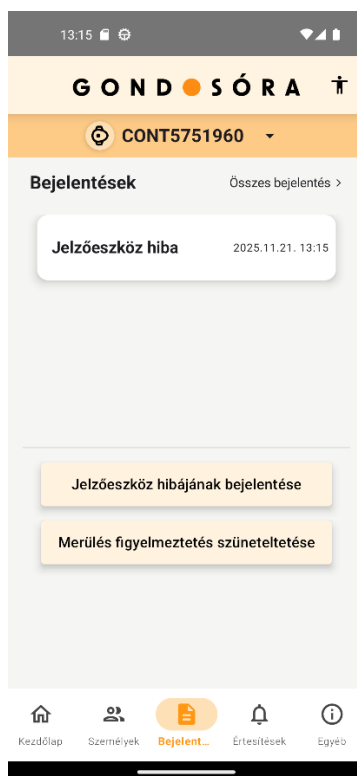 13:15
GONDOSÓRA
CONT5751960
Bejelentések
Összes bejelentés >
Jelzőeszköz hiba
2025.11.21. 13:15
Jelzőeszköz hibájának bejelentése
Merülés figyelmeztetés szüneteltetése
Kezdőlap
Személyek
Bejelent...
Értesítések
Egyéb